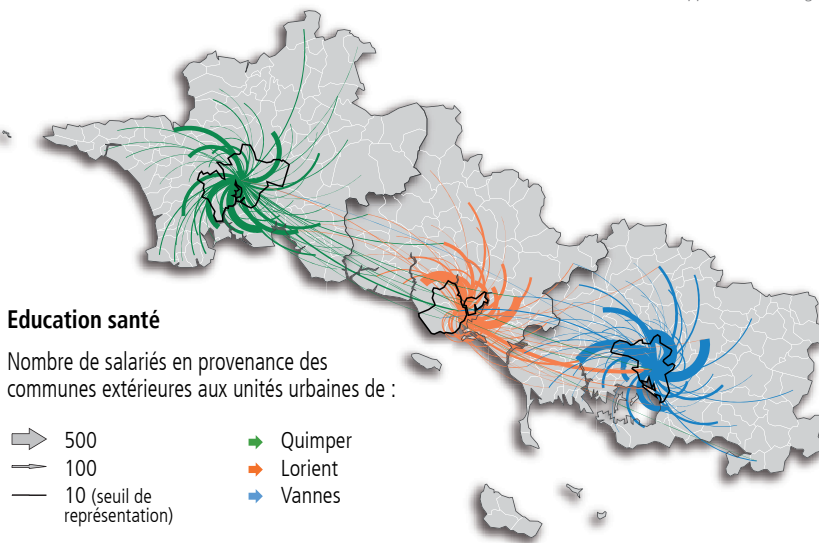 Education santé
Nombre de salariés en provenance des
communes extérieures aux unités urbaines de :
500
100
10 (seuil de
représentation)
Quimper
Lorient
Vannes